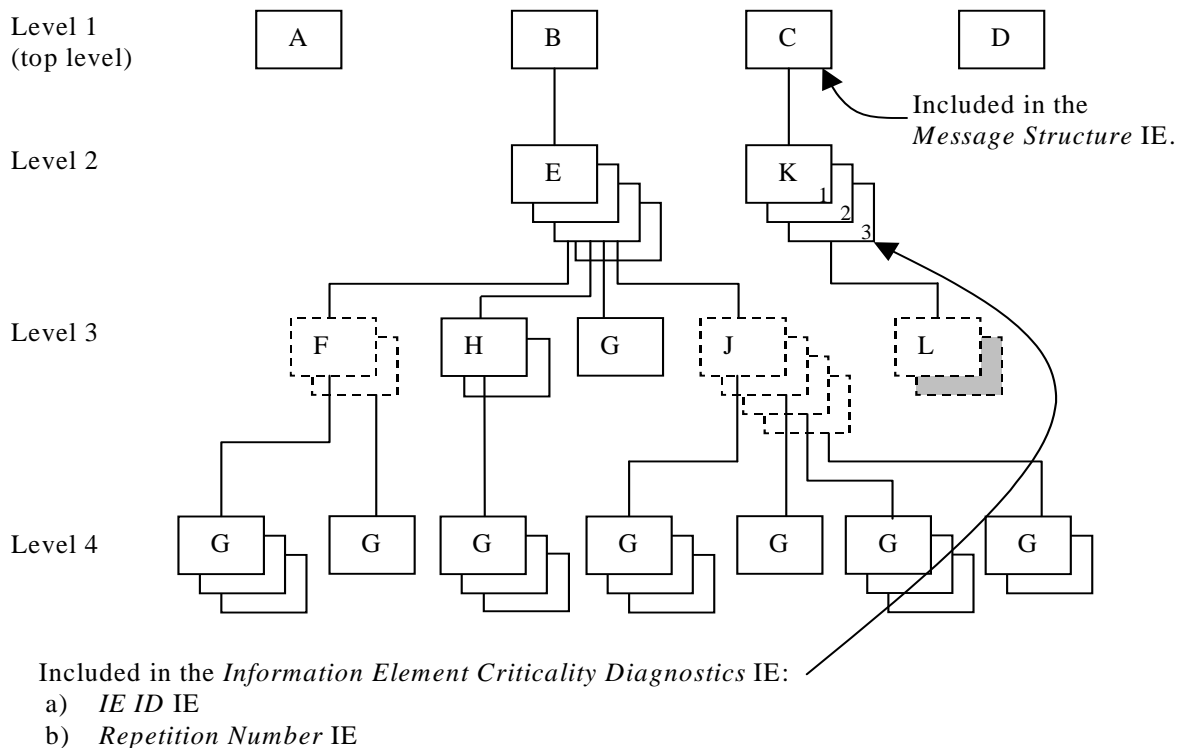 Level 1
(top level)
A
B
C
D
Included in the
Message Structure IE.
Level 2
E
K
1
2
3
Level 3
F
H
G
J
L
Level 4
G
G
G
G
G
G
G
Included in the Information Element Criticality Diagnostics IE:
a) IE ID IE
b) Repetition Number IE